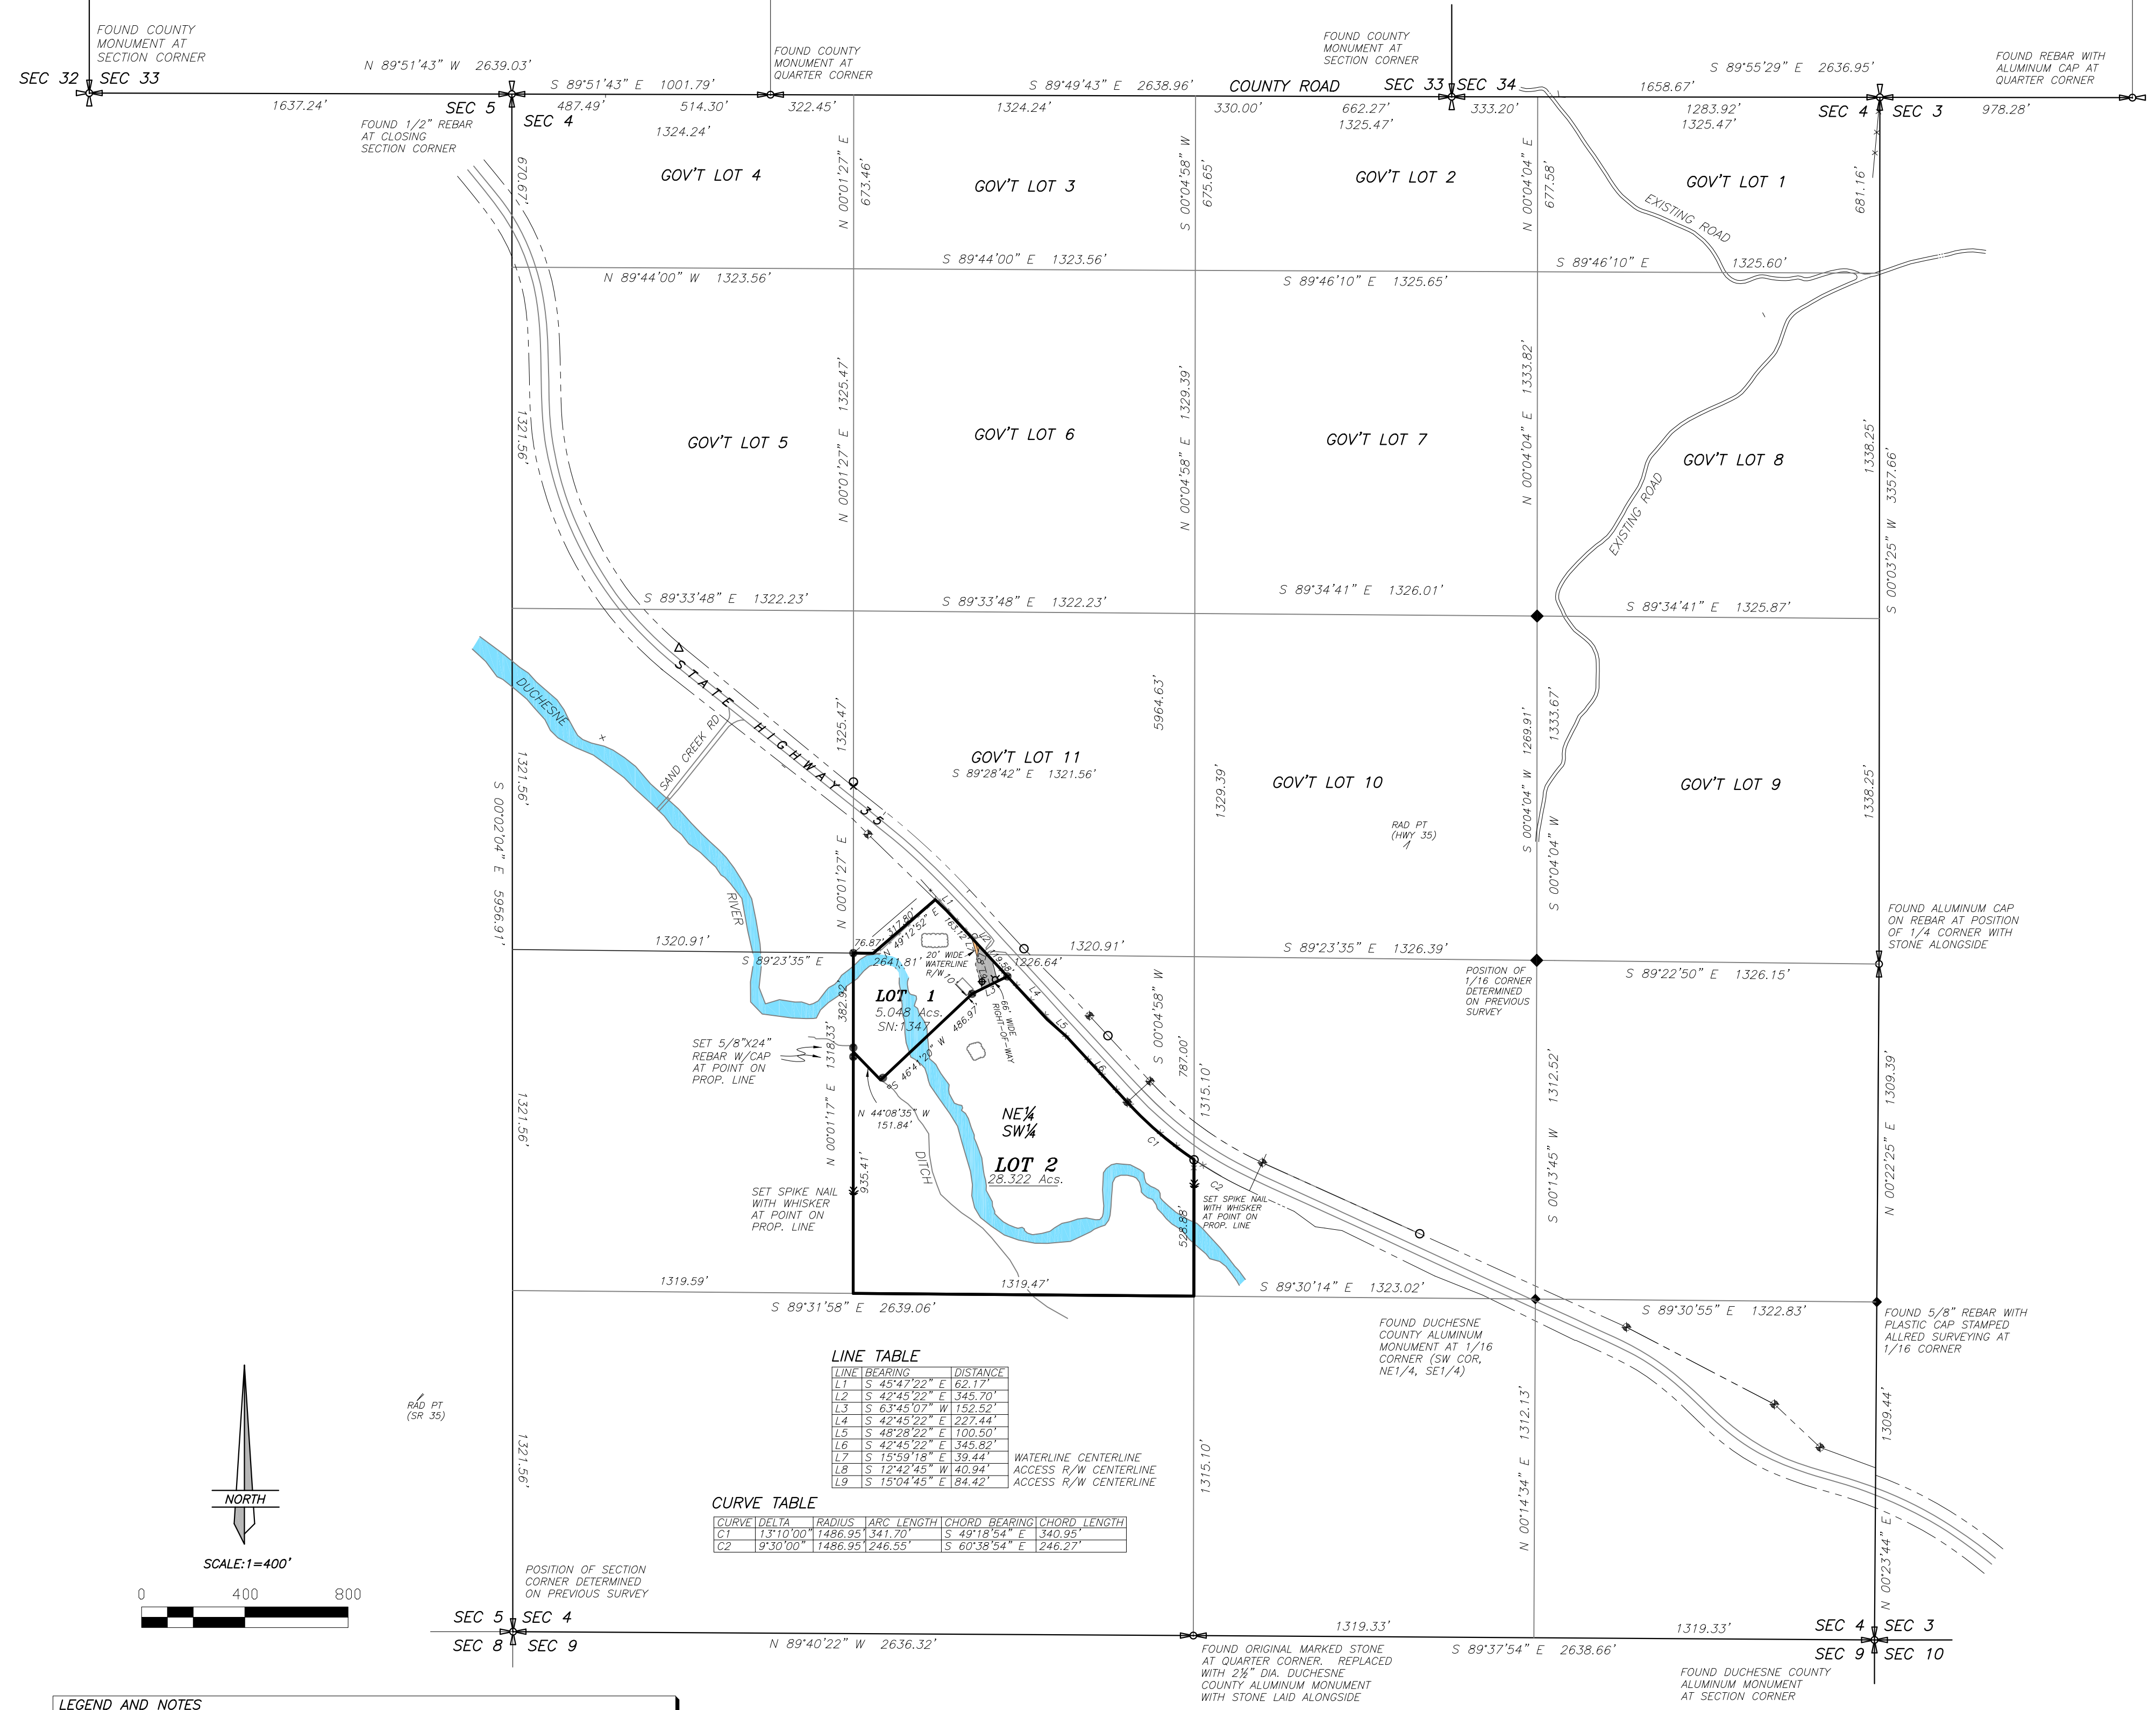 FOUND COUNTY
MONUMENT AT
SECTION CORNER
SEC 32
SEC 33
N 89°51'43" W 2639.03'
1637.24'
SEC 5
SEC 4
FOUND 1/2" REBAR
AT CLOSING
SECTION CORNER
S 89°51'43" E 1001.79'
487.49'
514.30'
1324.24'
FOUND COUNTY
MONUMENT AT
QUARTER CORNER
322.45'
S 89°49'43" E 2638.96'
1324.24'
COUNTY ROAD
330.00'
FOUND COUNTY
MONUMENT AT
SECTION CORNER
SEC 33
SEC 34
662.27'
1325.47'
333.20'
S 89°55'29" E 2636.95'
1658.67'
1283.92'
1325.47'
SEC 4
SEC 3
FOUND REBAR WITH
ALUMINUM CAP AT
QUARTER CORNER
978.28'
670.67'
GOV'T LOT 4
N 00°01'27" E
673.46'
GOV'T LOT 3
S 00°04'58" W
675.65'
GOV'T LOT 2
N 00°04'04" E
677.58'
GOV'T LOT 1
EXISTING ROAD
681.16'
N 89°44'00" W 1323.56'
S 89°44'00" E 1323.56'
S 89°46'10" E 1325.65'
S 89°46'10" E 1325.60'
1321.56'
GOV'T LOT 5
N 00°01'27" E 1325.47'
GOV'T LOT 6
N 00°04'58" E 1329.39'
GOV'T LOT 7
N 00°04'04" E 1333.82'
GOV'T LOT 8
EXISTING ROAD
1338.25'
S 00°03'25" W 3357.66'
S 89°33'48" E 1322.23'
S 89°33'48" E 1322.23'
S 89°34'41" E 1326.01'
S 89°34'41" E 1325.87'
DUCHESNE
RIVER
SAND CREEK RD
STATE HIGHWAY 35
1321.56'
S 00°02'04" E 5956.91'
N 00°01'27" E
1325.47'
GOV'T LOT 11
S 89°28'42" E 1321.56'
5964.63'
1329.39'
GOV'T LOT 10
RAD PT
(HWY 35)
S 00°04'04" W 1269.91'
S 00°04'04" W
1333.67'
GOV'T LOT 9
1338.25'
FOUND ALUMINUM CAP
ON REBAR AT POSITION
OF 1/4 CORNER WITH
STONE ALONGSIDE
1320.91'
S 89°23'35" E
2641.81'
76.87'
317.80'
N 49°12'52" E
L1
163.12'
L2
119.58'
1226.64'
1320.91'
S 89°23'35" E 1326.39'
S 89°22'50" E 1326.15'
20' WIDE
WATERLINE
R/W
10'
L3
66' WIDE
RIGHT-OF-WAY
POSITION OF
1/16 CORNER
DETERMINED
ON PREVIOUS
SURVEY
LOT 1
5.048 Acs.
SN:1347
382.92'
N 00°01'17" E 1318.33'
935.41'
S 46°41'20" W 486.97'
N 44°08'35" W
151.84'
SET 5/8"X24"
REBAR W/CAP
AT POINT ON
PROP. LINE
L4
L5
L6
C1
C2
S 00°04'58" W
787.00'
1315.10'
NE¼
SW¼
LOT 2
28.322 Acs.
DITCH
SET SPIKE NAIL
WITH WHISKER
AT POINT ON
PROP. LINE
SET SPIKE NAIL
WITH WHISKER
AT POINT ON
PROP. LINE
528.88'
1321.56'
S 00°13'45" W 1312.52'
N 00°22'25" E 1309.39'
1319.59'
S 89°31'58" E 2639.06'
1319.47'
S 89°30'14" E 1323.02'
S 89°30'55" E 1322.83'
FOUND DUCHESNE
COUNTY ALUMINUM
MONUMENT AT 1/16
CORNER (SW COR,
NE1/4, SE1/4)
FOUND 5/8" REBAR WITH
PLASTIC CAP STAMPED
ALLRED SURVEYING AT
1/16 CORNER
LINE TABLE
LINE BEARING DISTANCE
L1 S 45°47'22" E 62.17'
L2 S 42°45'22" E 345.70'
L3 S 63°45'07" W 152.52'
L4 S 42°45'22" E 227.44'
L5 S 48°28'22" E 100.50'
L6 S 42°45'22" E 345.82'
L7 S 15°59'18" E 39.44' WATERLINE CENTERLINE
L8 S 12°42'45" W 40.94' ACCESS R/W CENTERLINE
L9 S 15°04'45" E 84.42' ACCESS R/W CENTERLINE
CURVE TABLE
CURVE DELTA RADIUS ARC LENGTH CHORD BEARING CHORD LENGTH
C1 13°10'00" 1486.95' 341.70' S 49°18'54" E 340.95'
C2 9°30'00" 1486.95' 246.55' S 60°38'54" E 246.27'
RAD PT
(SR 35)
NORTH
SCALE:1=400'
0 400 800
1321.56'
1315.10'
N 00°14'34" E 1312.13'
1309.44'
N 00°23'44" E
POSITION OF SECTION
CORNER DETERMINED
ON PREVIOUS SURVEY
SEC 5
SEC 4
SEC 8
SEC 9
N 89°40'22" W 2636.32'
FOUND ORIGINAL MARKED STONE
AT QUARTER CORNER. REPLACED
WITH 2½" DIA. DUCHESNE
COUNTY ALUMINUM MONUMENT
WITH STONE LAID ALONGSIDE
1319.33'
S 89°37'54" E 2638.66'
1319.33'
FOUND DUCHESNE COUNTY
ALUMINUM MONUMENT
AT SECTION CORNER
SEC 4
SEC 3
SEC 9
SEC 10
LEGEND AND NOTES